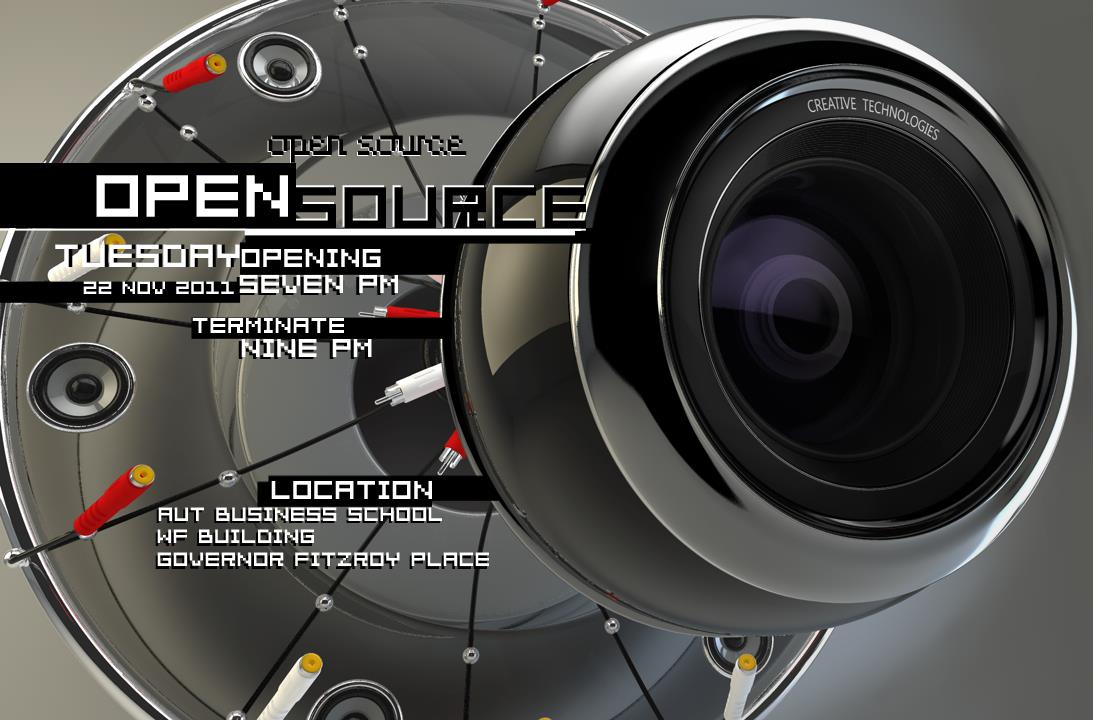 CREATIVE TECHNOLOGIES
open source
OPEN SOURCE
TUESDAY OPENING
22 NOV 2011 SEVEN PM
TERMINATE
NINE PM
LOCATION
AUT BUSINESS SCHOOL
WF BUILDING
GOVERNOR FITZROY PLACE